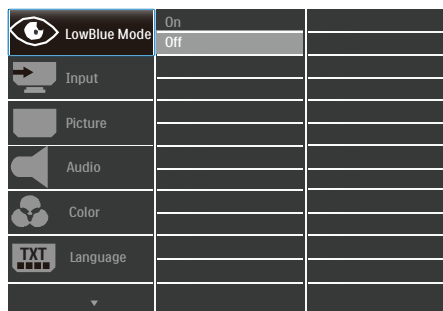 LowBlue Mode
On
Off
Input
Picture
Audio
Color
TXT
Language